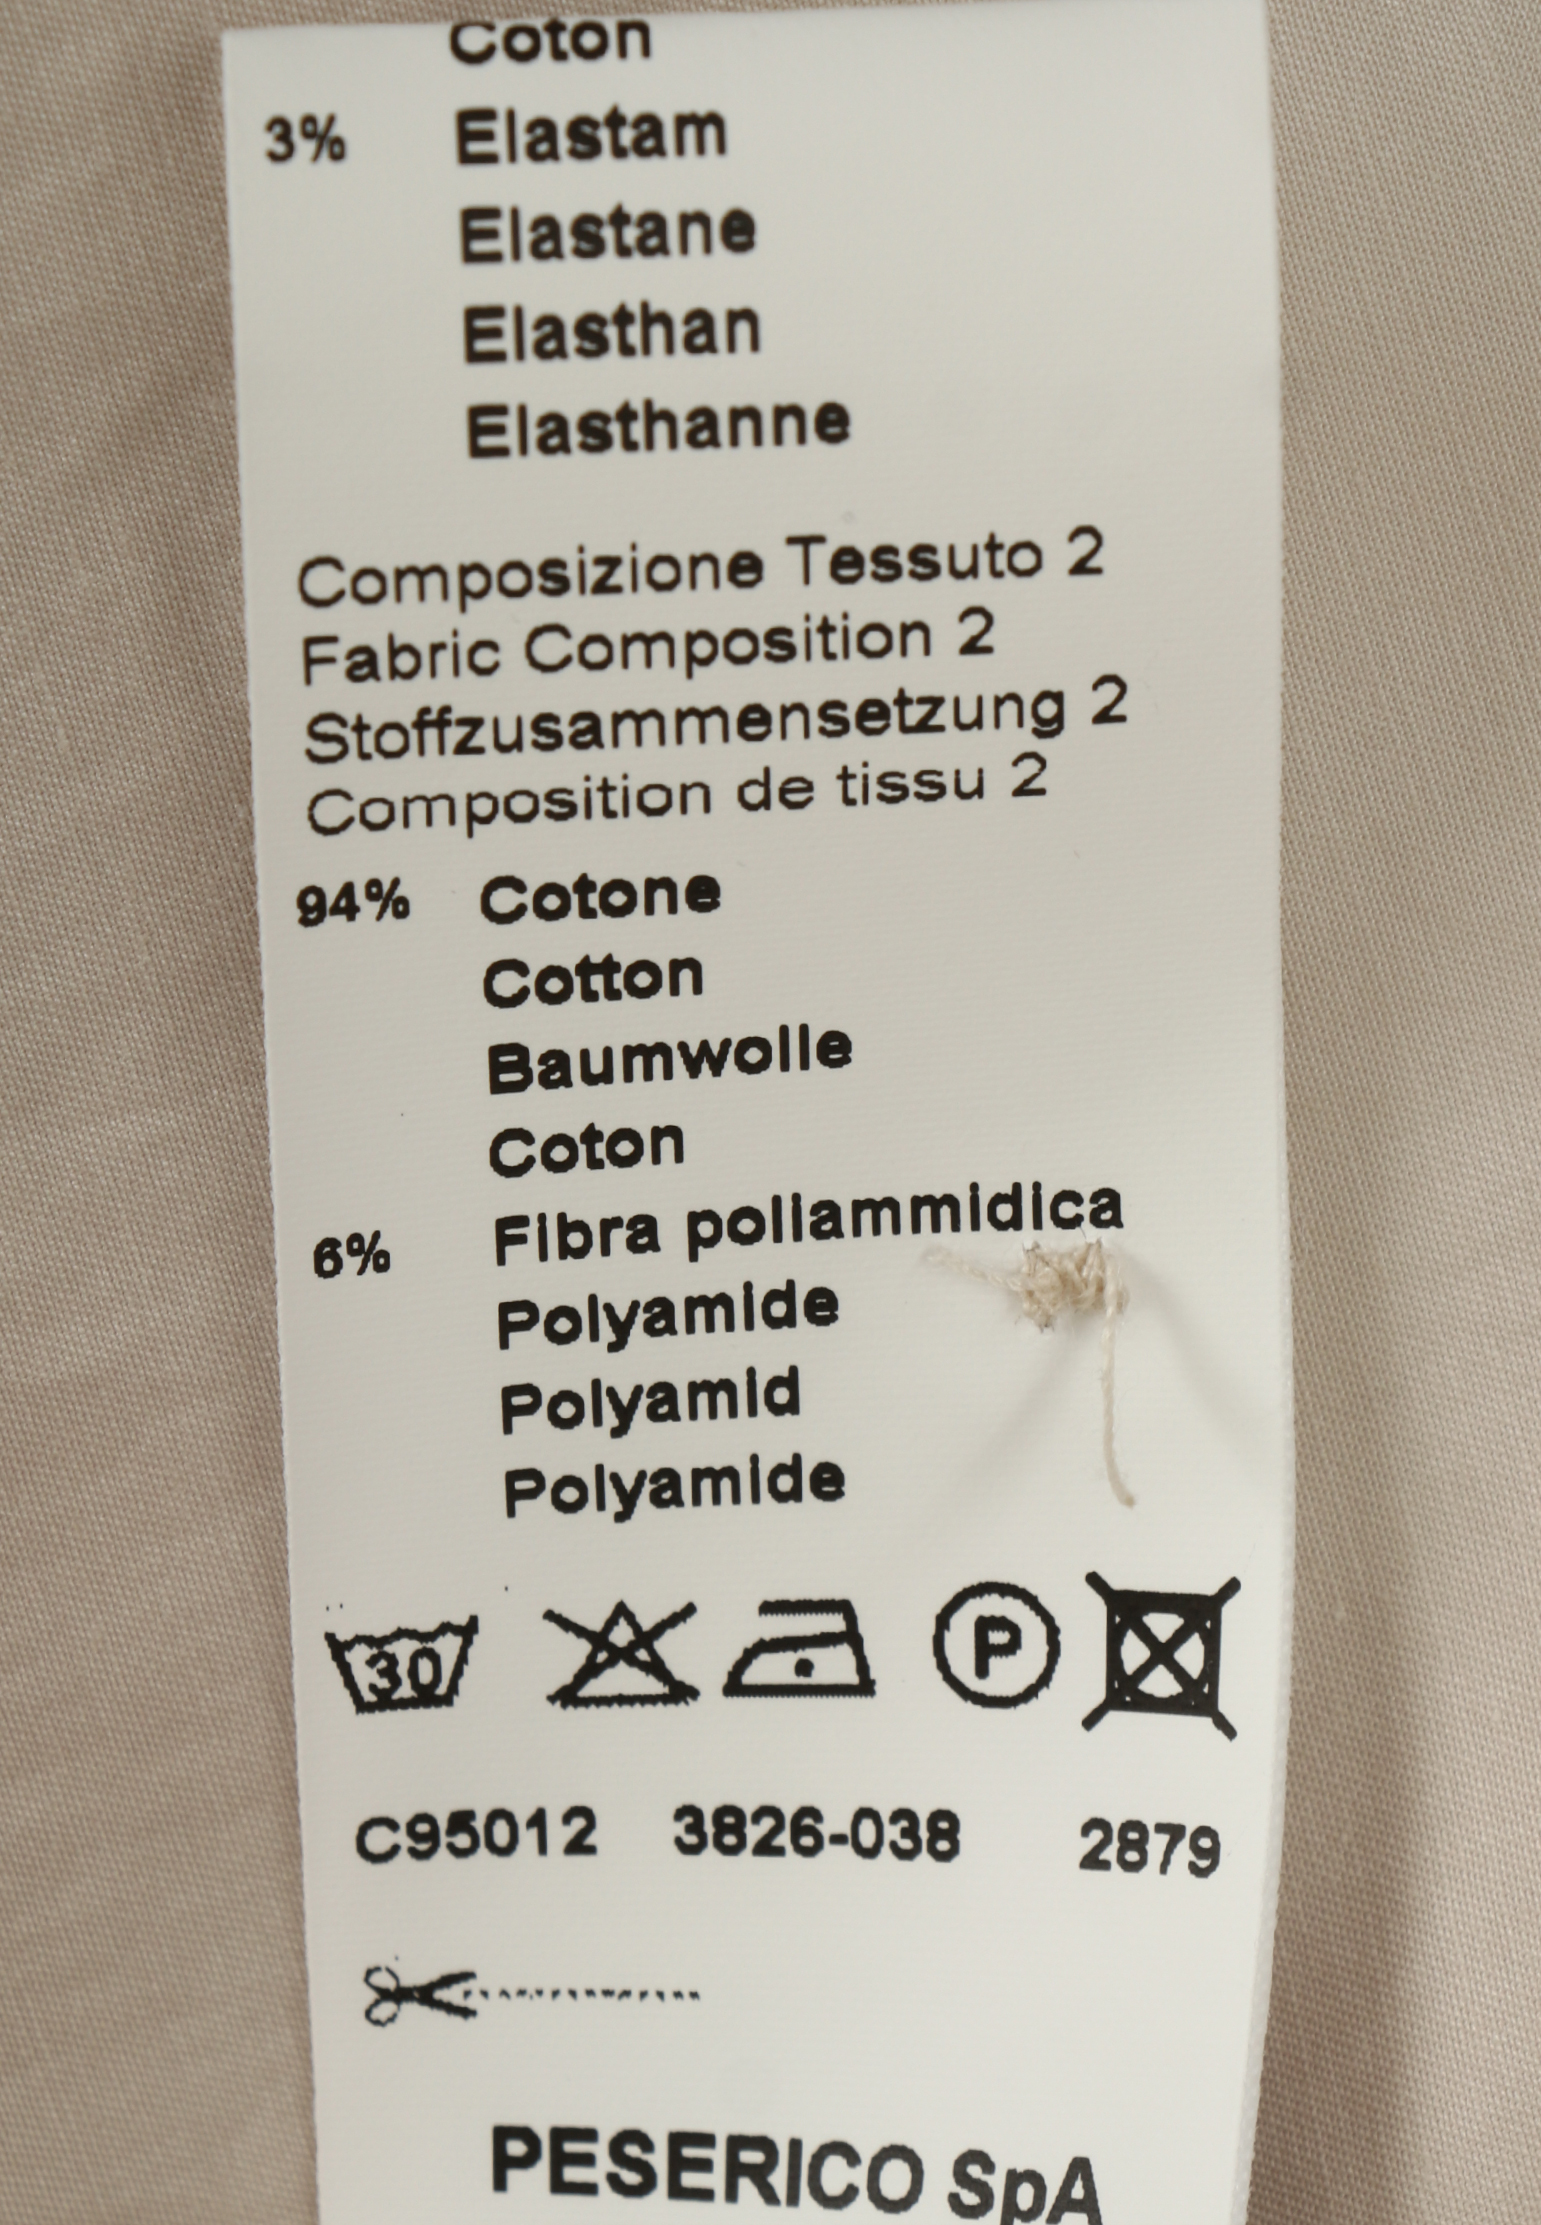 Coton
3% Elastam
Elastane
Elasthan
Elasthanne
Composizione Tessuto 2
Fabric Composition 2
Stoffzusammensetzung 2
Composition de tissu 2
94% Cotone
Cotton
Baumwolle
Coton
6% Fibra poliammidica
Polyamide
Polyamid
Polyamide
30 P
C95012 3826-038 2879
PESERICO SpA